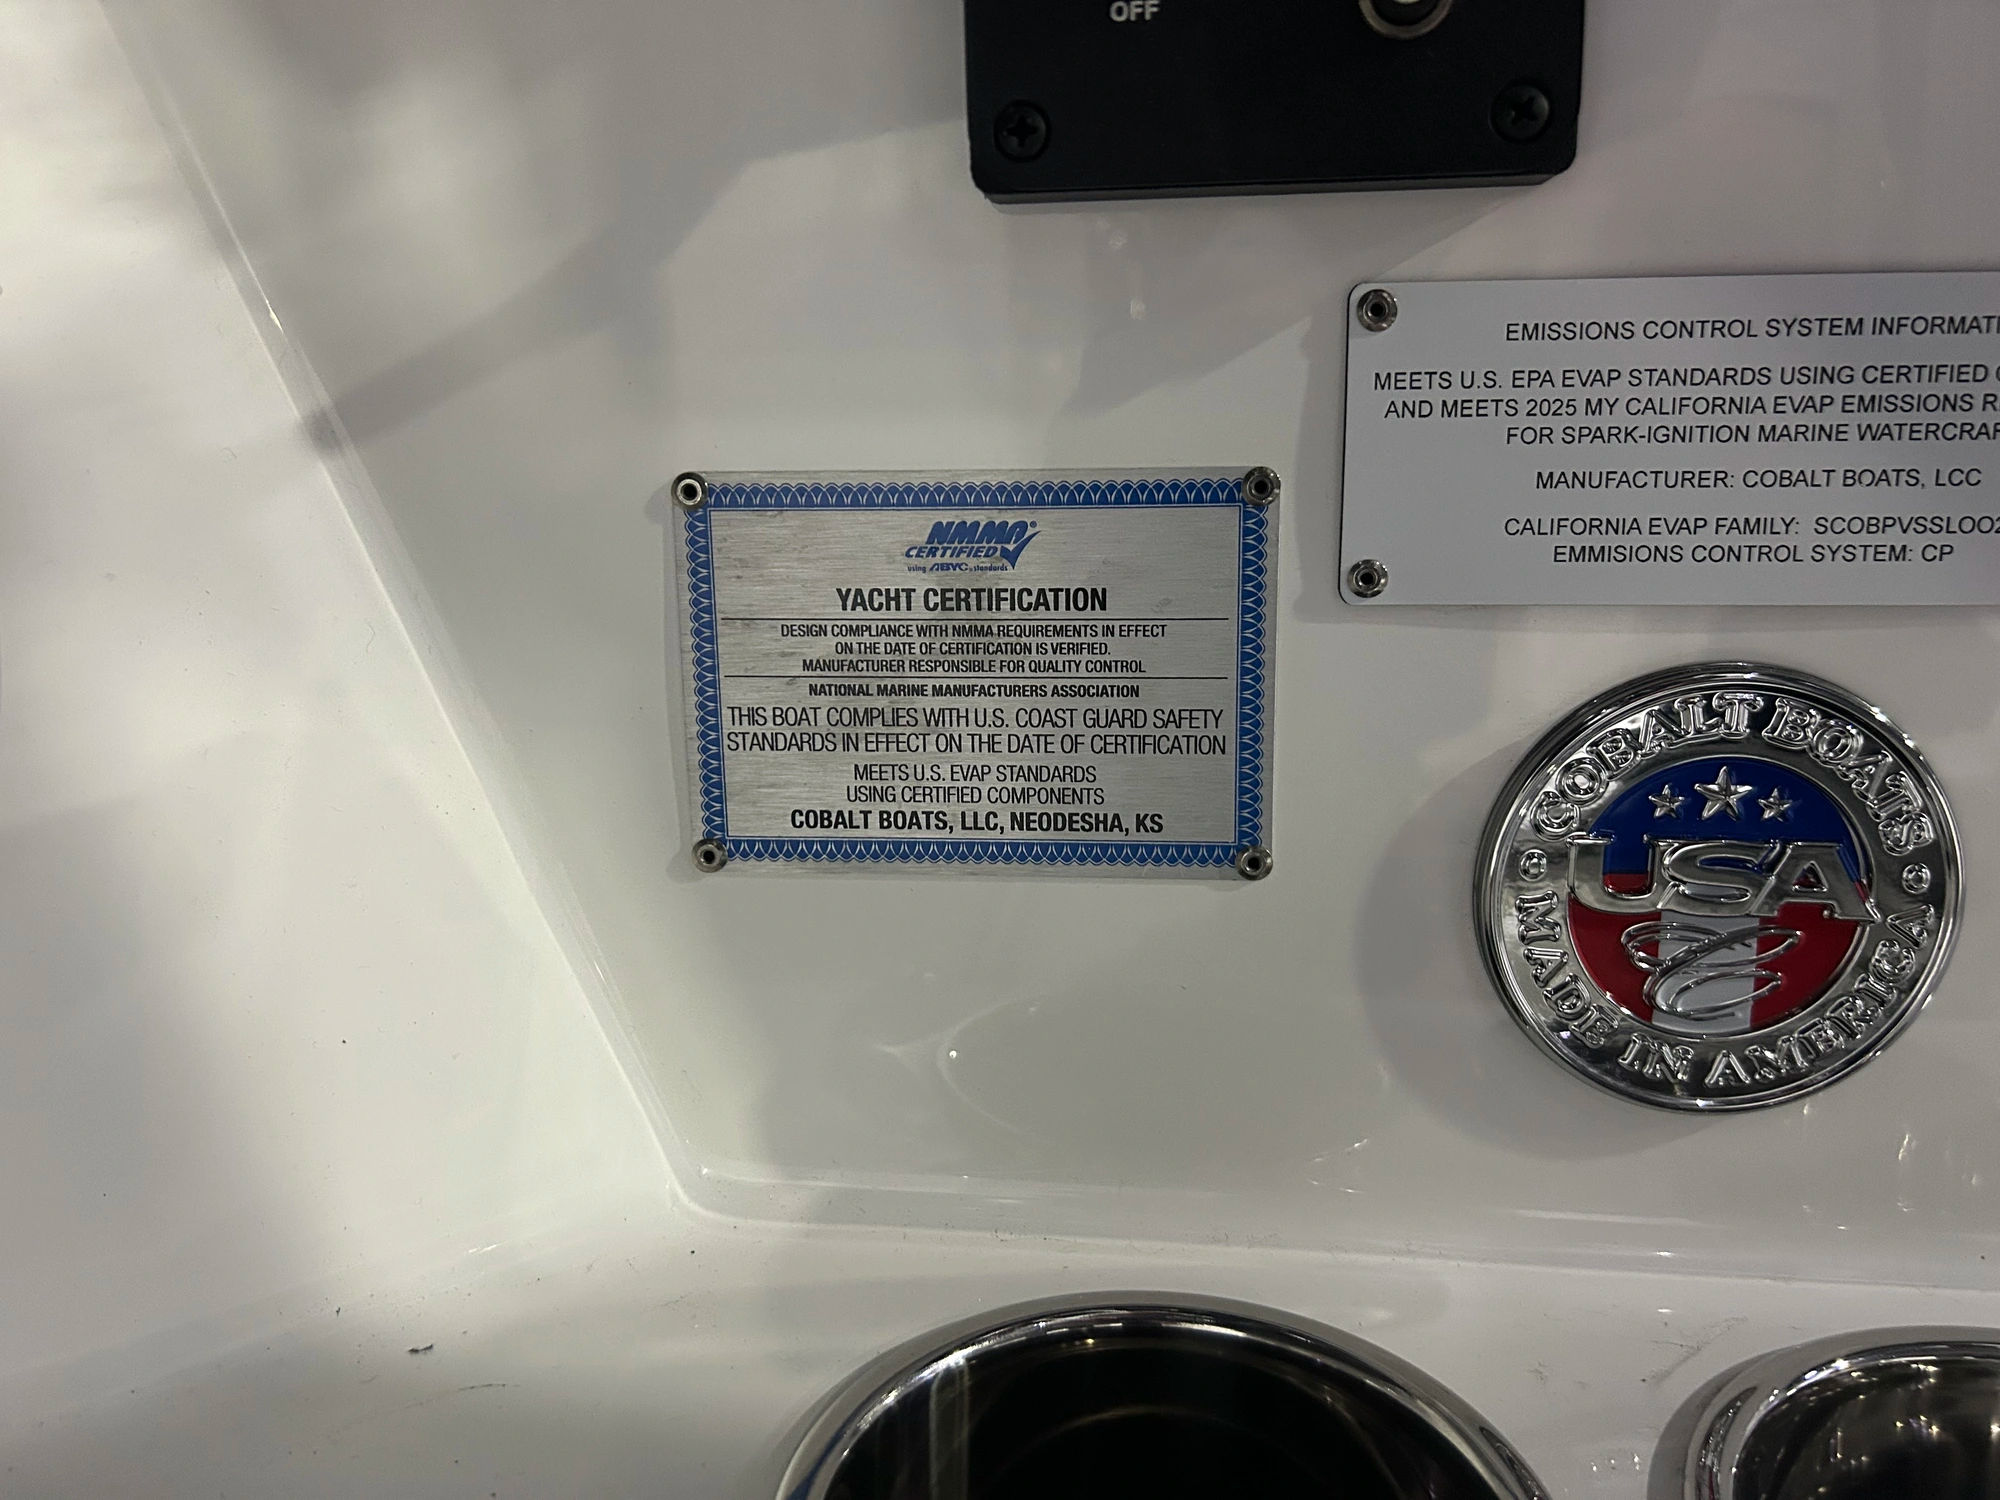 OFF
EMISSIONS CONTROL SYSTEM
MEETS U.S. EPA EVAP STANDARDS USING CERTIFIED
AND MEETS 2025 MY CALIFORNIA EVAP EMISSIONS
FOR SPARK-IGNITION MARINE
MANUFACTURER: COBALT BOATS, LCC
CALIFORNIA EVAP FAMILY:
EMMISIONS CONTROL SYSTEM: CP
NMMA®
CERTIFIED
using ABYC standards
YACHT CERTIFICATION
DESIGN COMPLIANCE WITH NMMA REQUIREMENTS IN EFFECT
ON THE DATE OF CERTIFICATION IS VERIFIED.
MANUFACTURER RESPONSIBLE FOR QUALITY CONTROL
NATIONAL MARINE MANUFACTURERS ASSOCIATION
THIS BOAT COMPLIES WITH U.S. COAST GUARD SAFETY
STANDARDS IN EFFECT ON THE DATE OF CERTIFICATION
MEETS U.S. EVAP STANDARDS
USING CERTIFIED COMPONENTS
COBALT BOATS, LLC, NEODESHA, KS
COBALT BOATS
USA
MADE IN AMERICA